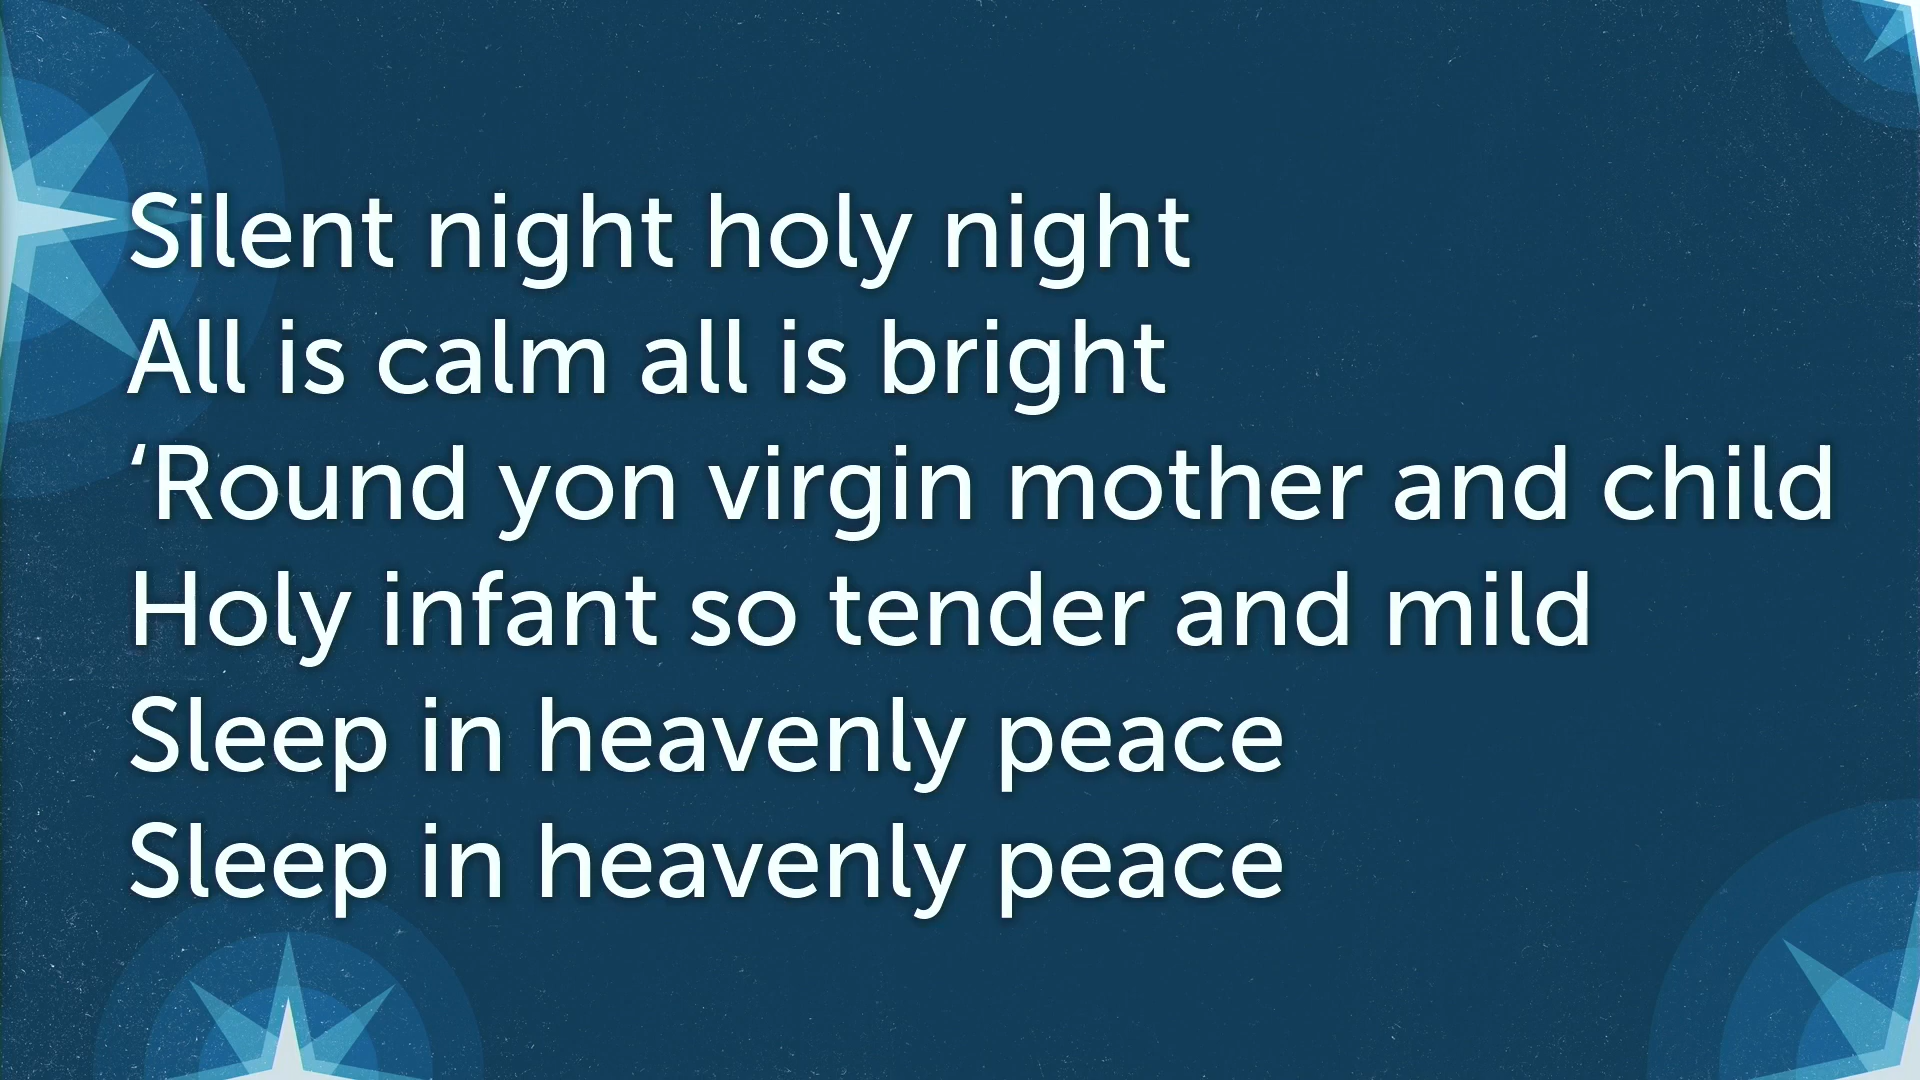 Silent night holy night
All is calm all is bright
‘Round yon virgin mother and child
Holy infant so tender and mild
Sleep in heavenly peace
Sleep in heavenly peace